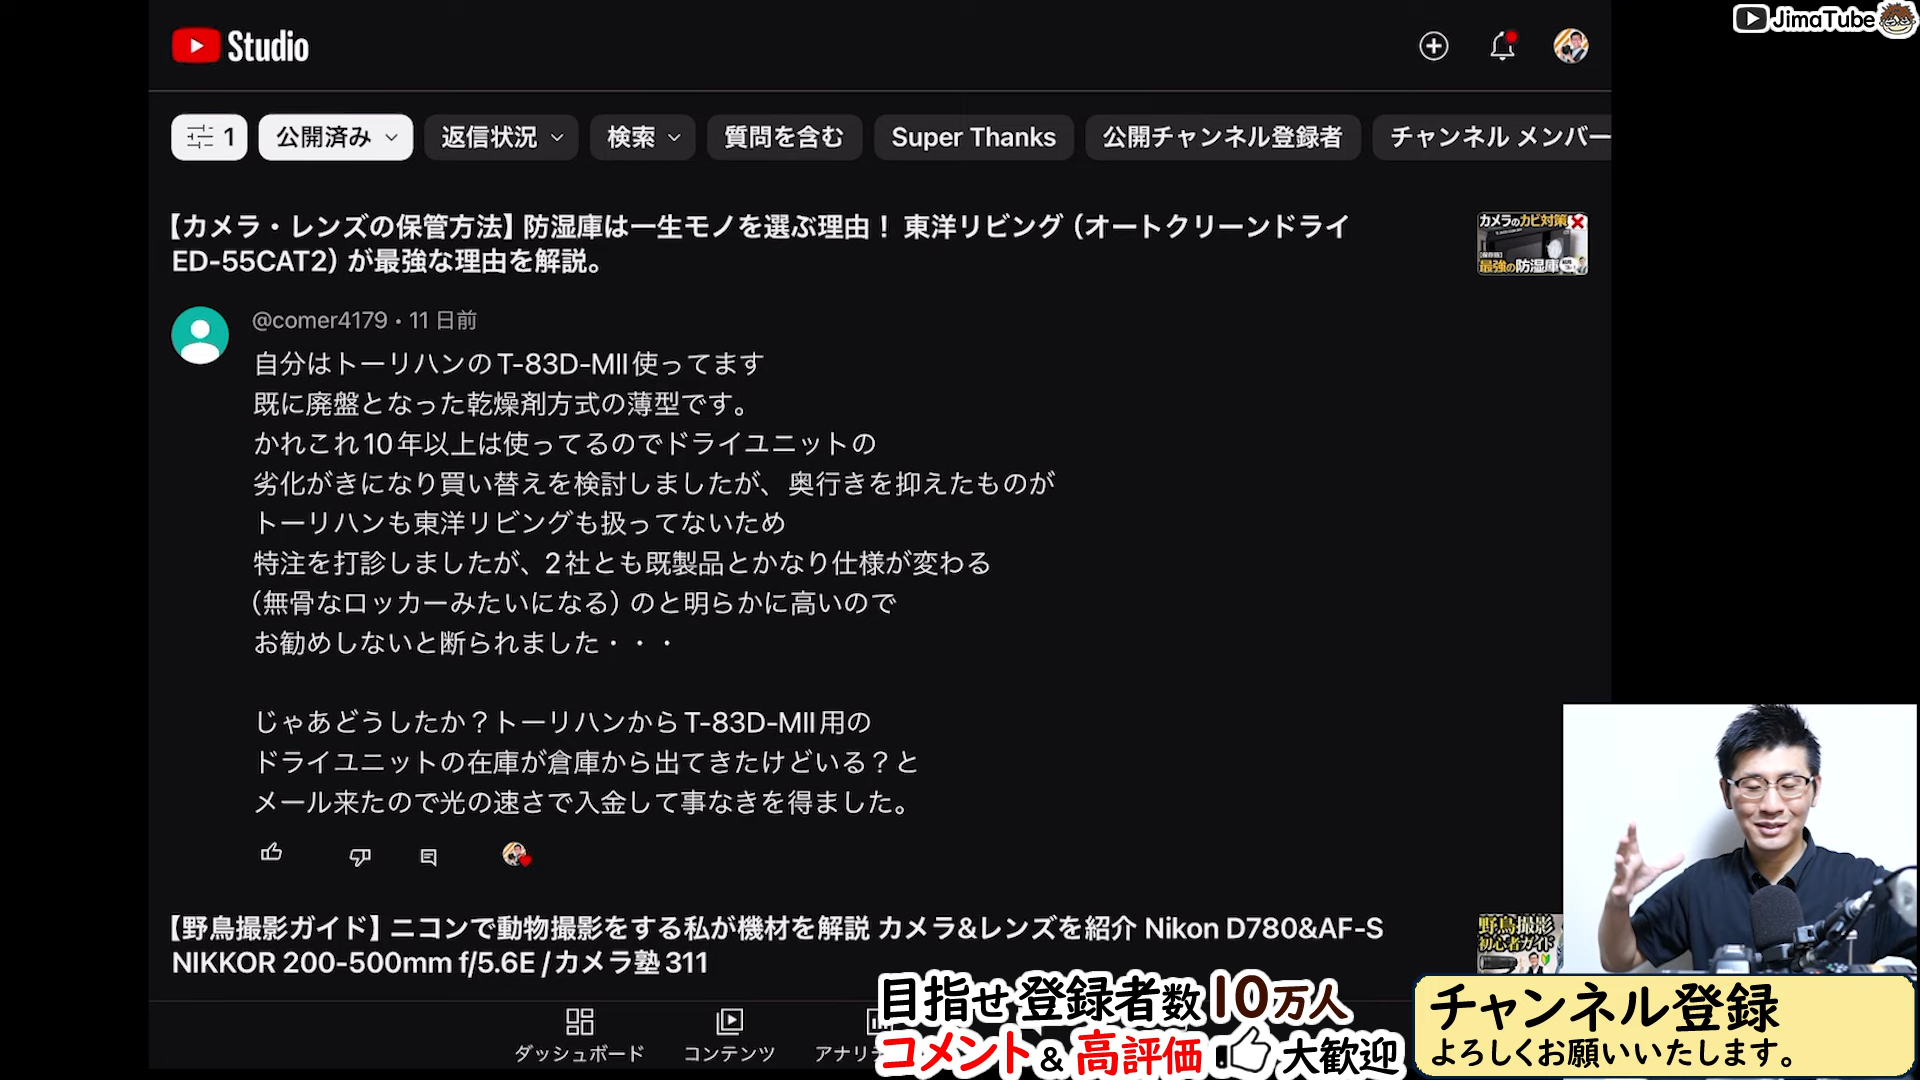 JimaTube
Studio
1
公開済み
返信状況
検索
質問を含む
Super Thanks
公開チャンネル登録者
チャンネル メンバー
【カメラ・レンズの保管方法】防湿庫は一生モノを選ぶ理由！ 東洋リビング（オートクリーンドライ
ED-55CAT2）が最強な理由を解説。
カメラのカビ対策
最強の防湿庫
@comer4179・11 日前
自分はトーリハンのT-83D-MII使ってます
既に廃盤となった乾燥剤方式の薄型です。
かれこれ10年以上は使ってるのでドライユニットの
劣化がきになり買い替えを検討しましたが、奥行きを抑えたものが
トーリハンも東洋リビングも扱ってないため
特注を打診しましたが、2社とも既製品とかなり仕様が変わる
（無骨なロッカーみたいになる）のと明らかに高いので
お勧めしないと断られました・・・
じゃあどうしたか？トーリハンからT-83D-MII用の
ドライユニットの在庫が倉庫から出てきたけどいる？と
メール来たので光の速さで入金して事なきを得ました。
【野鳥撮影ガイド】ニコンで動物撮影をする私が機材を解説 カメラ&レンズを紹介 Nikon D780&AF-S
NIKKOR 200-500mm f/5.6E / カメラ塾 311
野鳥撮影
初心者ガイド
ダッシュボード
コンテンツ
アナリ
目指せ 登録者数10万人
コメント & 高評価 大歓迎
チャンネル登録
よろしくお願いいたします。